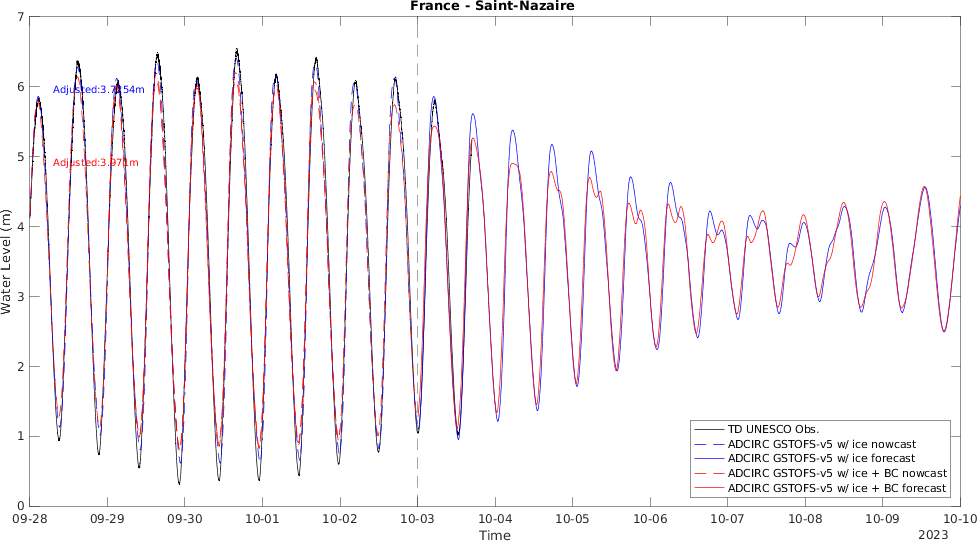 France - Saint-Nazaire
7
6
5
4
3
2
1
0
Water Level (m)
Adjusted:3.7254m
Adjusted:3.971m
TD UNESCO Obs.
ADCIRC GSTOFS-v5 w/ ice nowcast
ADCIRC GSTOFS-v5 w/ ice forecast
ADCIRC GSTOFS-v5 w/ ice + BC nowcast
ADCIRC GSTOFS-v5 w/ ice + BC forecast
09-28 09-29 09-30 10-01 10-02 10-03 10-04 10-05 10-06 10-07 10-08 10-09 10-10
Time
2023